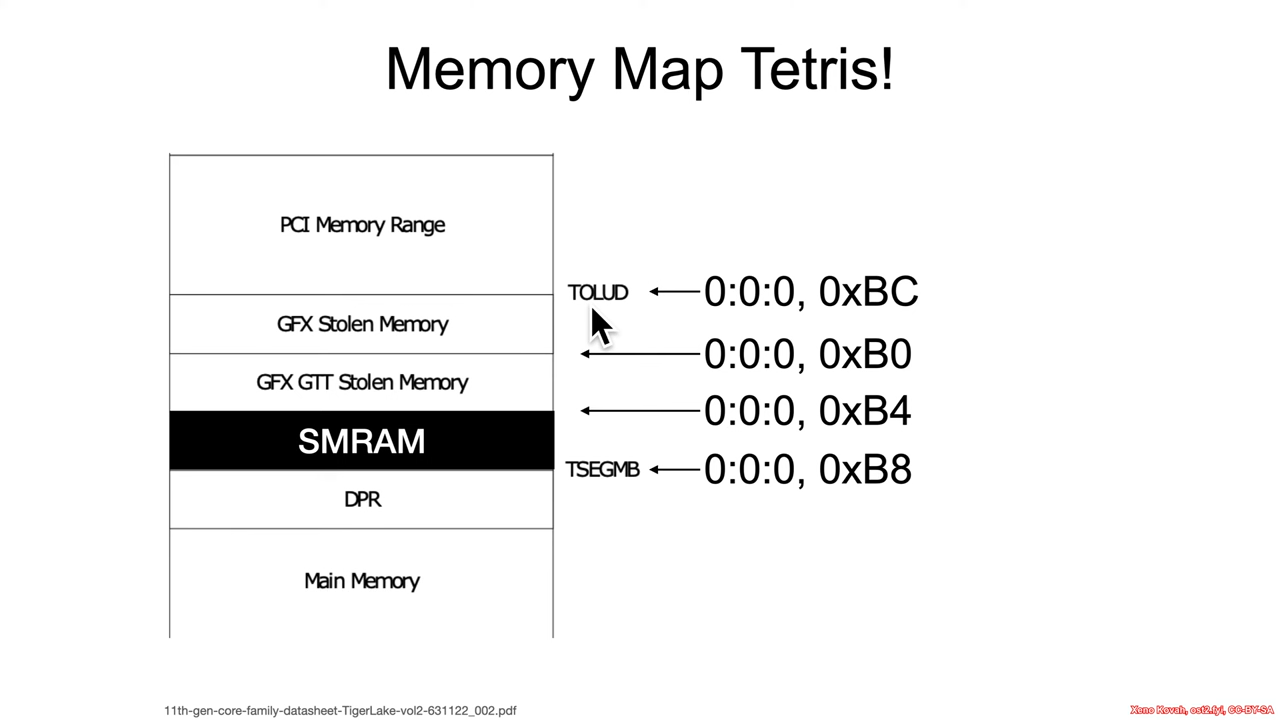 Memory Map Tetris!
PCI Memory Range
TOLUD
0:0:0, 0xBC
GFX Stolen Memory
0:0:0, 0xB0
GFX GTT Stolen Memory
0:0:0, 0xB4
SMRAM
TSEGMB
0:0:0, 0xB8
DPR
Main Memory
11th-gen-core-family-datasheet-TigerLake-vol2-631122_002.pdf
Xeno Kovah, ost2.fyi, CC-BY-SA